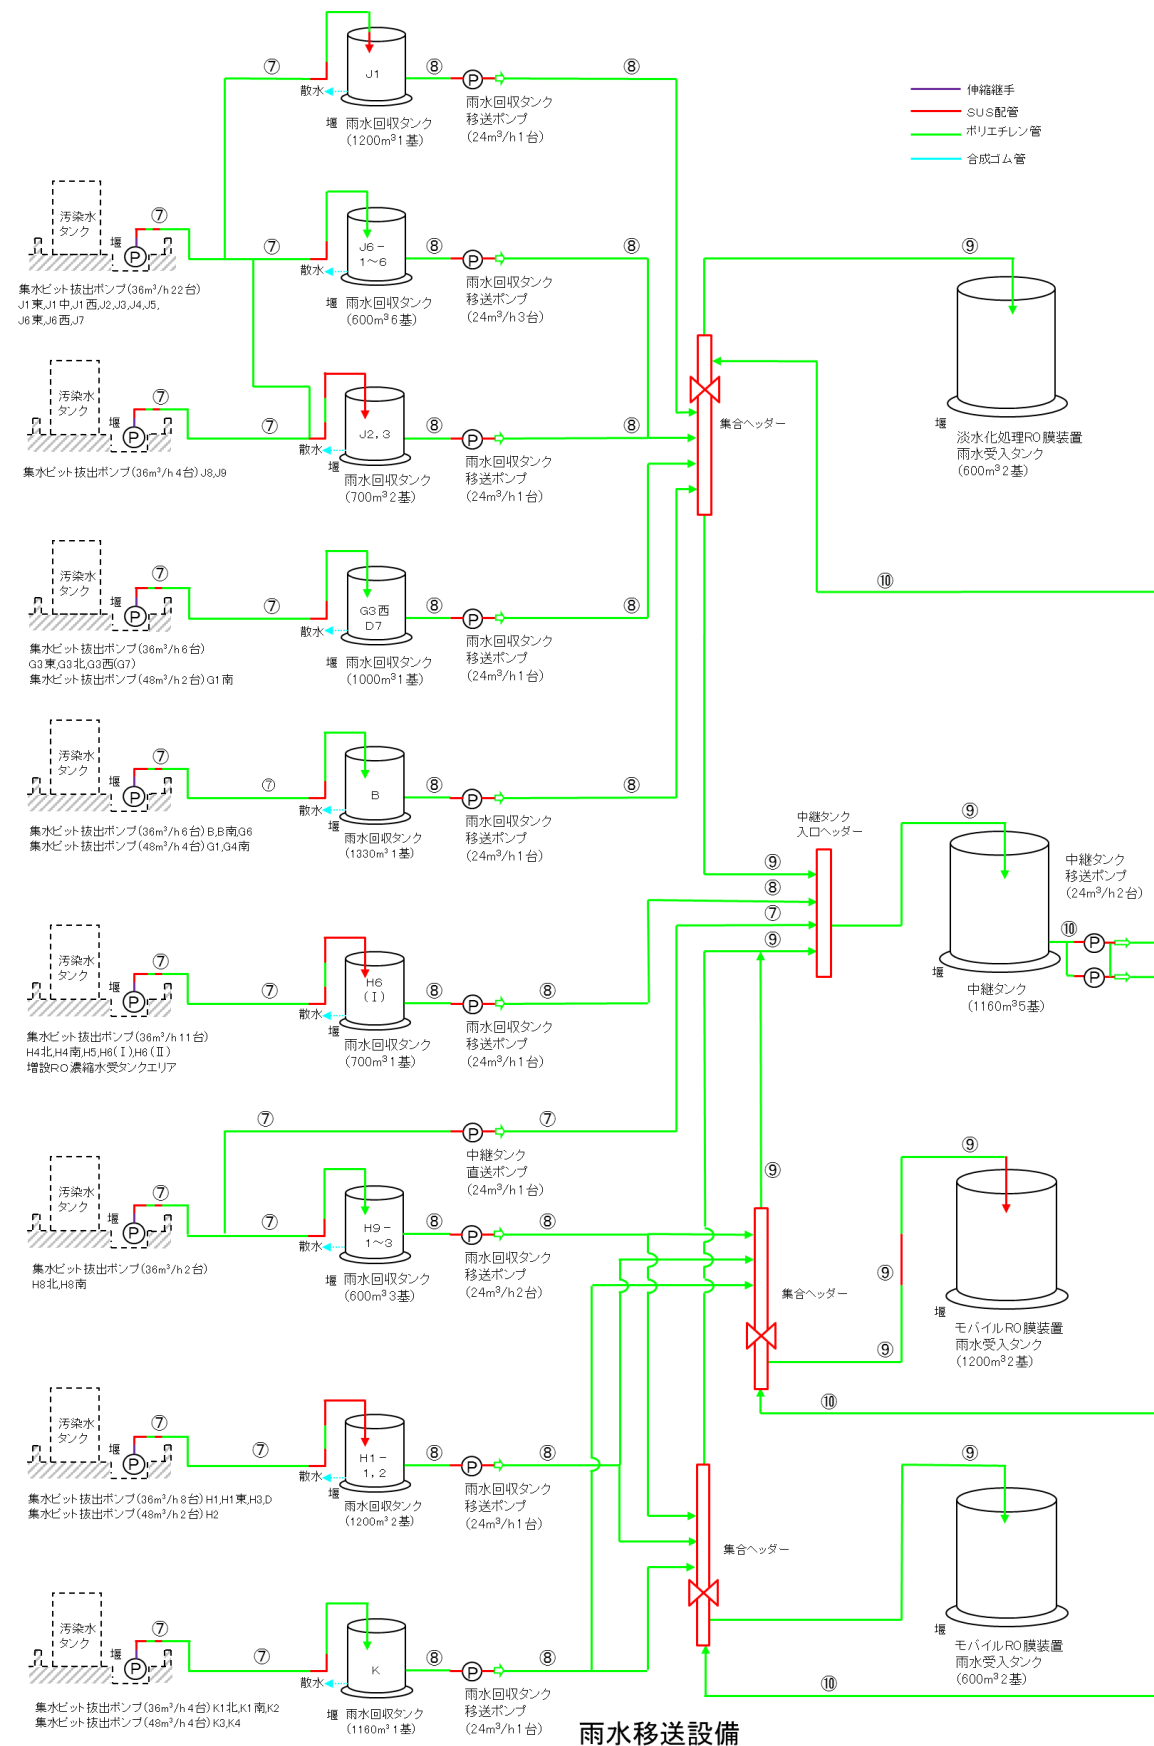 伸縮継手
SUS配管
ポリエチレン管
合成ゴム管
⑦
J1
散水
堰
雨水回収タンク
(1200m³1基)
⑧
P
雨水回収タンク
移送ポンプ
(24m³/h1台)
⑧
汚染水
タンク
堰
P
⑦
集水ピット抜出ポンプ(36m³/h22台)
J1東,J1中,J1西,J2,J3,J4,J5,
J6東,J6西,J7
⑦
J6-
1〜6
散水
堰
雨水回収タンク
(600m³6基)
⑧
P
雨水回収タンク
移送ポンプ
(24m³/h3台)
⑧
汚染水
タンク
堰
P
⑦
集水ピット抜出ポンプ(36m³/h4台)J8,J9
⑦
J2,3
散水
堰
雨水回収タンク
(700m³2基)
⑧
P
雨水回収タンク
移送ポンプ
(24m³/h1台)
⑧
集合ヘッダー
⑨
堰
淡水化処理RO膜装置
雨水受入タンク
(600m³2基)
⑩
汚染水
タンク
堰
P
⑦
集水ピット抜出ポンプ(36m³/h6台)
G3東,G3北,G3西(G7)
集水ピット抜出ポンプ(48m³/h2台)G1南
⑦
G3西
D7
散水
堰
雨水回収タンク
(1000m³1基)
⑧
P
雨水回収タンク
移送ポンプ
(24m³/h1台)
⑧
汚染水
タンク
堰
P
⑦
集水ピット抜出ポンプ(36m³/h6台)B,B南,G6
集水ピット抜出ポンプ(48m³/h4台)G1,G4南
⑦
B
散水
堰
雨水回収タンク
(1330m³1基)
⑧
P
雨水回収タンク
移送ポンプ
(24m³/h1台)
⑧
中継タンク
入口ヘッダー
⑨
⑧
⑦
⑨
⑨
堰
中継タンク
(1160m³5基)
中継タンク
移送ポンプ
(24m³/h2台)
⑩
P
P
汚染水
タンク
堰
P
⑦
集水ピット抜出ポンプ(36m³/h11台)
H4北,H4南,H5,H6(Ⅰ),H6(Ⅱ)
増設RO濃縮水受タンクエリア
⑦
H6
(Ⅰ)
散水
堰
雨水回収タンク
(700m³1基)
⑧
P
雨水回収タンク
移送ポンプ
(24m³/h1台)
⑧
⑦
P
中継タンク
直送ポンプ
(24m³/h1台)
⑦
汚染水
タンク
堰
P
⑦
集水ピット抜出ポンプ(36m³/h2台)
H8北,H8南
⑦
H9-
1〜3
散水
堰
雨水回収タンク
(600m³3基)
⑧
P
雨水回収タンク
移送ポンプ
(24m³/h2台)
⑧
⑨
集合ヘッダー
⑨
⑨
⑨
堰
モバイルRO膜装置
雨水受入タンク
(1200m³2基)
⑩
汚染水
タンク
堰
P
⑦
集水ピット抜出ポンプ(36m³/h8台)H1,H1東,H3,D
集水ピット抜出ポンプ(48m³/h2台)H2
⑦
H1-
1,2
散水
堰
雨水回収タンク
(1200m³2基)
⑧
P
雨水回収タンク
移送ポンプ
(24m³/h1台)
⑧
集合ヘッダー
⑨
堰
モバイルRO膜装置
雨水受入タンク
(600m³2基)
⑩
汚染水
タンク
堰
P
⑦
集水ピット抜出ポンプ(36m³/h4台)K1北,K1南,K2
集水ピット抜出ポンプ(48m³/h4台)K3,K4
⑦
K
散水
堰
雨水回収タンク
(1160m³1基)
⑧
P
雨水回収タンク
移送ポンプ
(24m³/h1台)
⑧
雨水移送設備